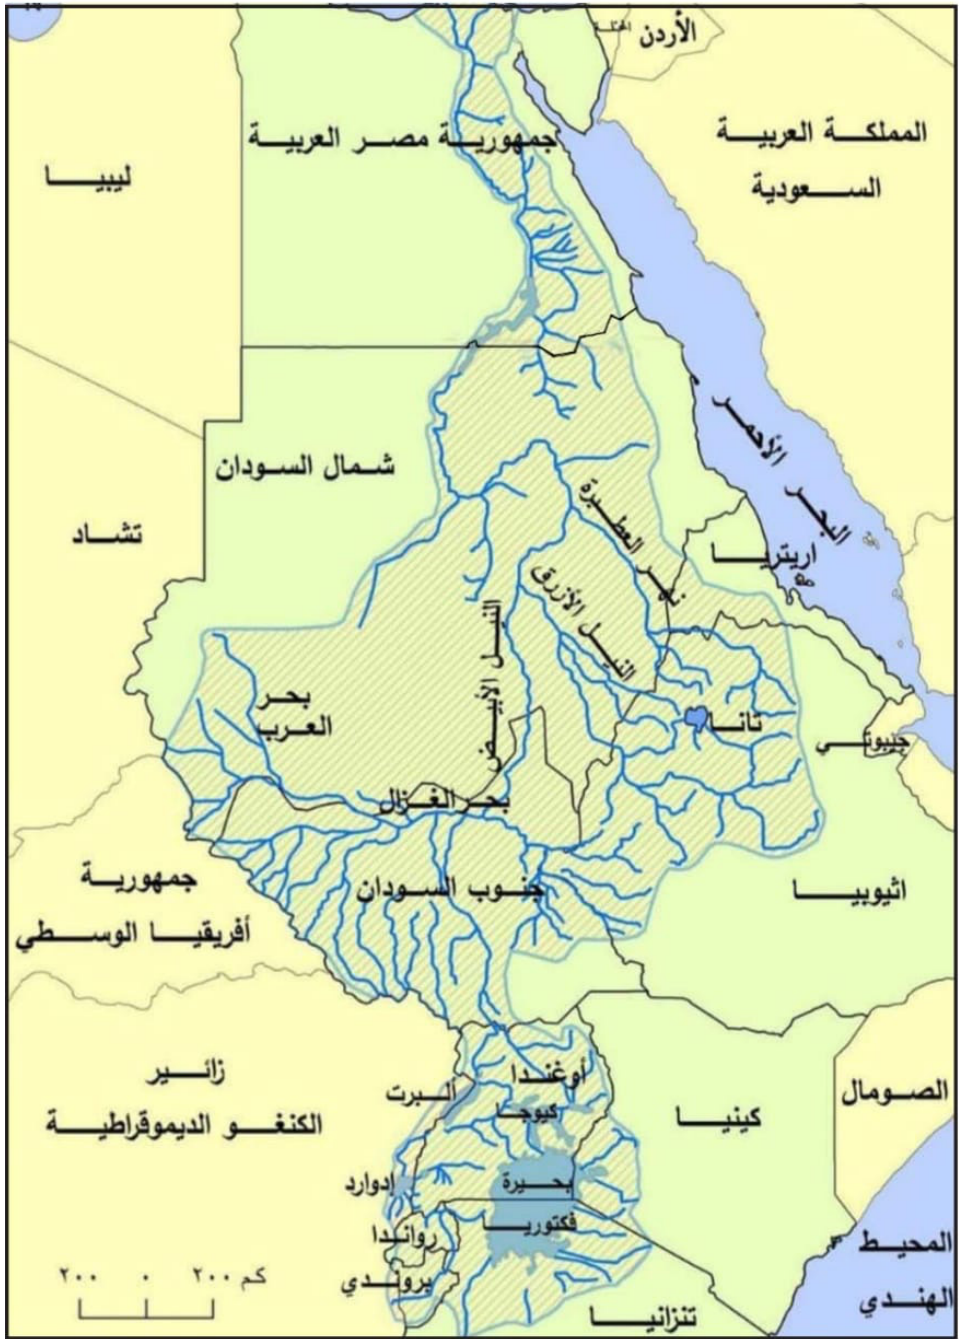 الأردن
جمهورية مصر العربية
المملكة العربية
السعودية
ليبيا
البحر الأحمر
شمال السودان
تشاد
نهر العطبرة
اريتريا
النيل الأزرق
النيل الأبيض
بحر
العرب
تانا
جيبوتي
بحر الغزال
جمهورية
أفريقيا الوسطي
جنوب السودان
اثيوبيا
زائير
الكنغو الديموقراطية
أوغندا
ألبرت
كيوجا
كينيا
الصومال
إدوارد
بحيرة
فكتوريا
رواندا
بروندي
المحيط
الهندي
تنزانيا
٢٠٠ ٠ ٢٠٠ كم